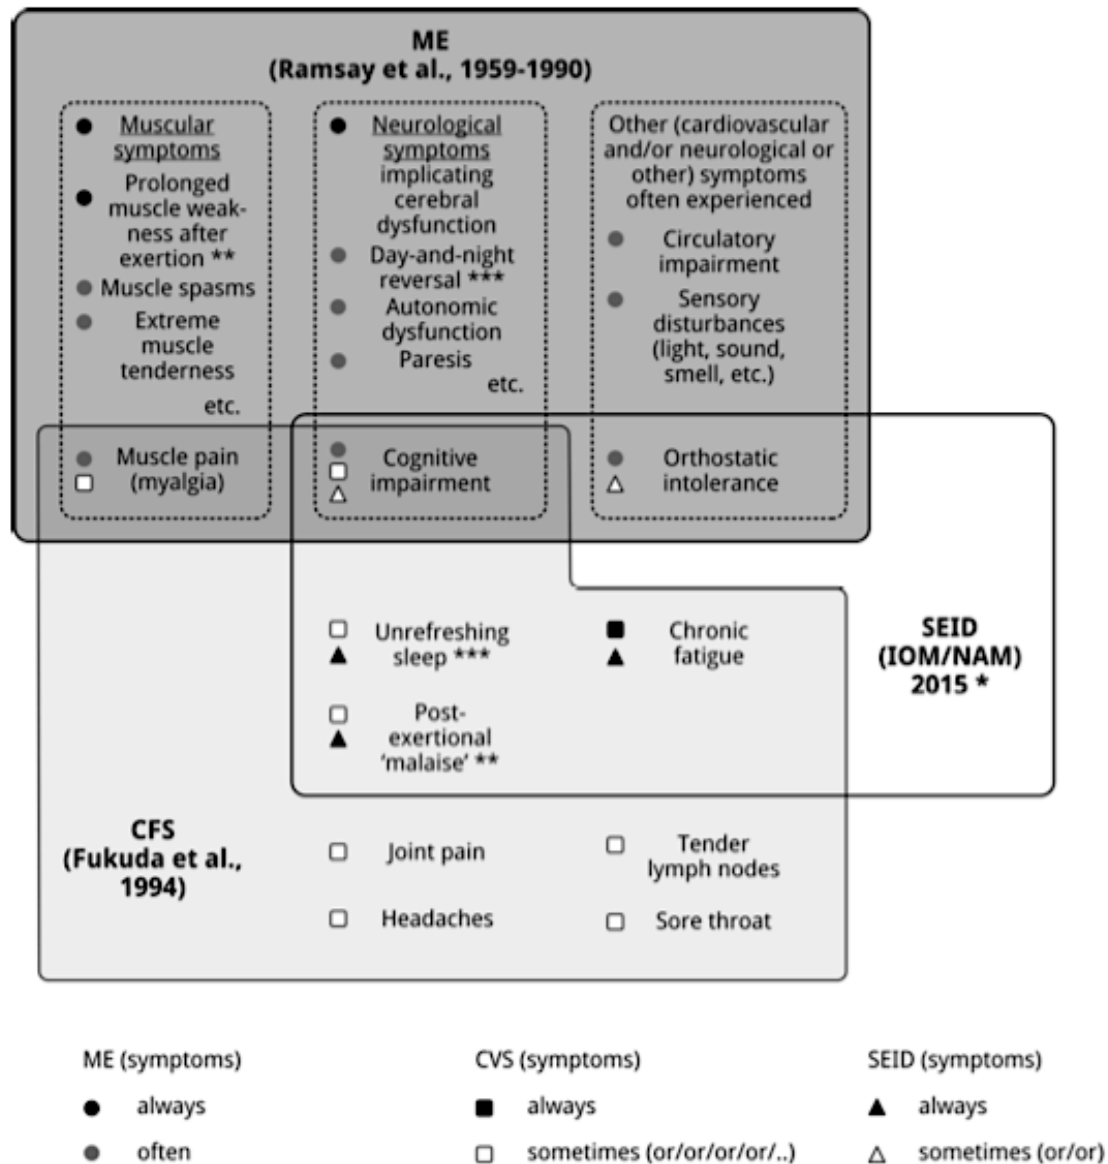 ME
(Ramsay et al., 1959-1990)
Muscular
symptoms
Prolonged
muscle weak-
ness after
exertion **
Muscle spasms
Extreme
muscle
tenderness
etc.
Muscle pain
(myalgia)
Neurological
symptoms
implicating
cerebral
dysfunction
Day-and-night
reversal ***
Autonomic
dysfunction
Paresis
etc.
Cognitive
impairment
Other (cardiovascular
and/or neurological or
other) symptoms
often experienced
Circulatory
impairment
Sensory
disturbances
(light, sound,
smell, etc.)
Orthostatic
intolerance
Unrefreshing
sleep ***
Chronic
fatigue
Post-
exertional
‘malaise’ **
SEID
(IOM/NAM)
2015 *
CFS
(Fukuda et al.,
1994)
Joint pain
Tender
lymph nodes
Headaches
Sore throat
ME (symptoms)
always
often
CVS (symptoms)
always
sometimes (or/or/or/or/..)
SEID (symptoms)
always
sometimes (or/or)